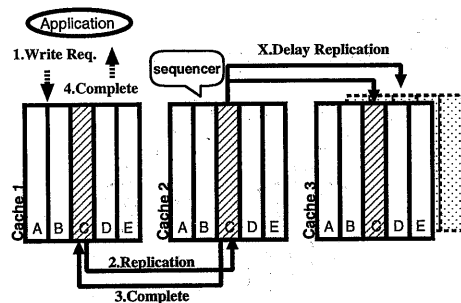 Application
1.Write Req.
4.Complete
sequencer
X.Delay Replication
Cache 1
A B C D E
Cache 2
A B C D E
Cache 3
A B C D E
2.Replication
3.Complete